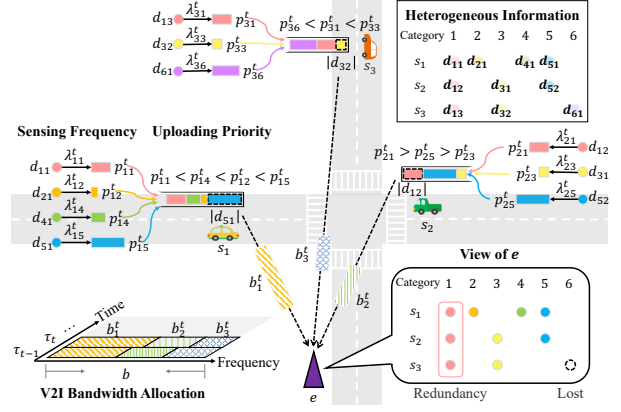 d₁₃ λᵗ₃₁ pᵗ₃₁
d₃₂ λᵗ₃₃ pᵗ₃₃
d₆₁ λᵗ₃₆ pᵗ₃₆
pᵗ₃₆ < pᵗ₃₁ < pᵗ₃₃
|d₃₂| s₃
Heterogeneous Information
Category 1 2 3 4 5 6
s₁ d₁₁ d₂₁ d₄₁ d₅₁
s₂ d₁₂ d₃₁ d₅₂
s₃ d₁₃ d₃₂ d₆₁
Sensing Frequency Uploading Priority
d₁₁ λᵗ₁₁ pᵗ₁₁
d₂₁ λᵗ₁₂ pᵗ₁₂
d₄₁ λᵗ₁₄ pᵗ₁₄
d₅₁ λᵗ₁₅ pᵗ₁₅
pᵗ₁₁ < pᵗ₁₄ < pᵗ₁₂ < pᵗ₁₅
|d₅₁|
s₁
pᵗ₂₁ > pᵗ₂₅ > pᵗ₂₃
|d₁₂|
s₂
pᵗ₂₁ λᵗ₂₁ d₁₂
pᵗ₂₃ λᵗ₂₃ d₃₁
pᵗ₂₅ λᵗ₂₅ d₅₂
bᵗ₁ bᵗ₃ bᵗ₂
View of e
Category 1 2 3 4 5 6
s₁
s₂
s₃
Redundancy Lost
Time
...
τₜ
τₜ₋₁
bᵗ₁ bᵗ₂ bᵗ₃
Frequency
b
V2I Bandwidth Allocation
e